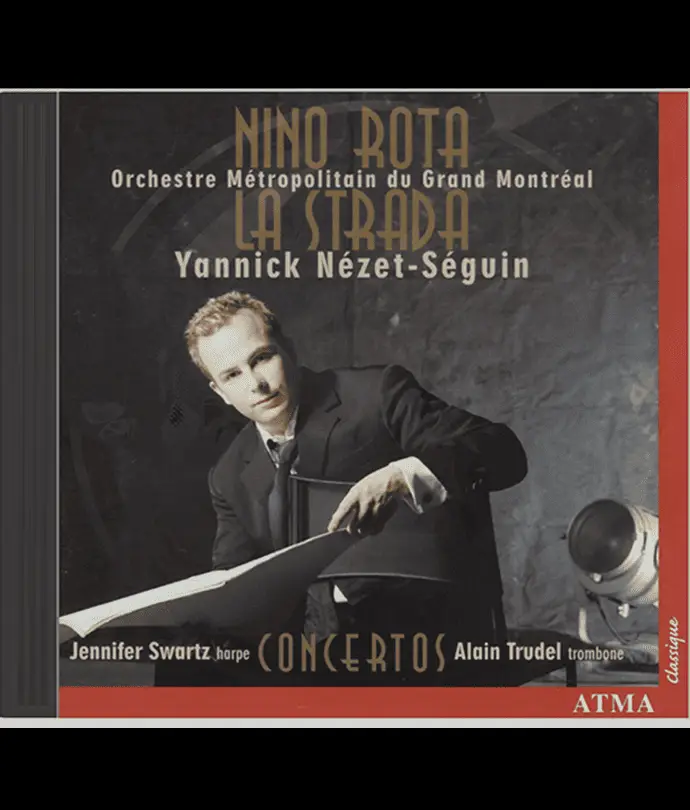 NINO ROTA
Orchestre Métropolitain du Grand Montréal
LA STRADA
Yannick Nézet-Séguin
Jennifer Swartz harpe CONCERTOS Alain Trudel trombone
Classique
ATMA